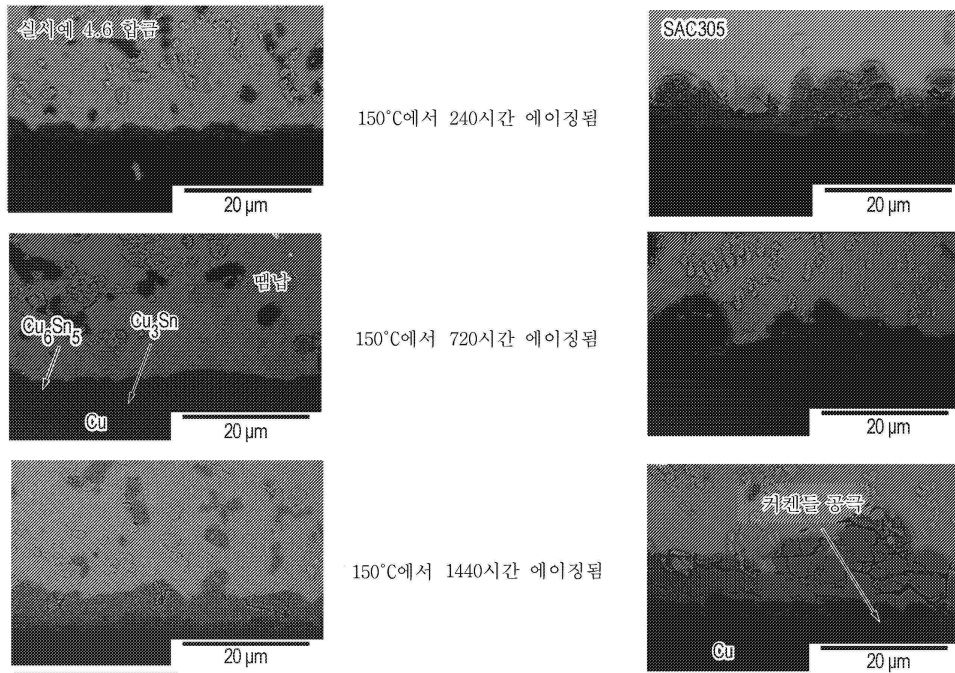 실시예 4.6 합금
SAC305
150°C에서 240시간 에이징됨
20 μm
20 μm
땜납
Cu6Sn5
Cu3Sn
150°C에서 720시간 에이징됨
Cu
20 μm
20 μm
커켄들 공극
150°C에서 1440시간 에이징됨
20 μm
Cu
20 μm